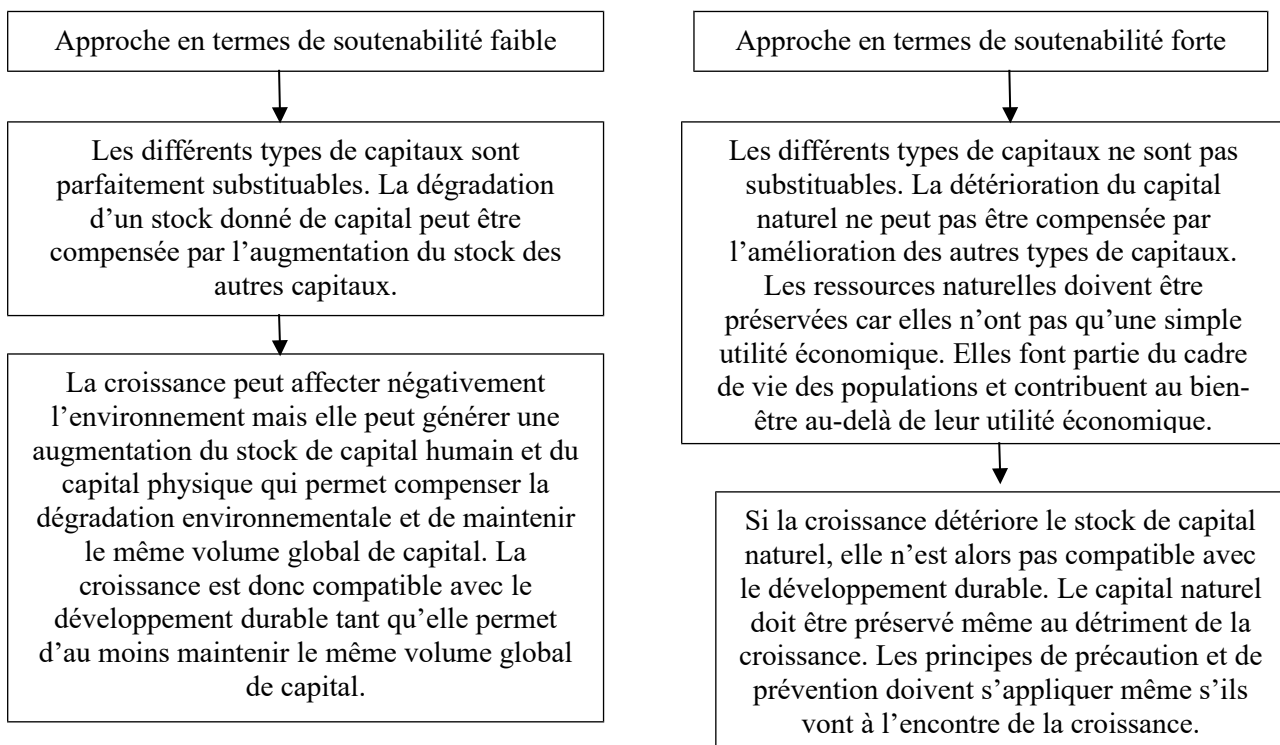 Approche en termes de soutenabilité faible
Les différents types de capitaux sont
parfaitement substituables. La dégradation
d’un stock donné de capital peut être
compensée par l’augmentation du stock des
autres capitaux.
La croissance peut affecter négativement
l’environnement mais elle peut générer une
augmentation du stock de capital humain et du
capital physique qui permet compenser la
dégradation environnementale et de maintenir
le même volume global de capital. La
croissance est donc compatible avec le
développement durable tant qu’elle permet
d’au moins maintenir le même volume global
de capital.
Approche en termes de soutenabilité forte
Les différents types de capitaux ne sont pas
substituables. La détérioration du capital
naturel ne peut pas être compensée par
l’amélioration des autres types de capitaux.
Les ressources naturelles doivent être
préservées car elles n’ont pas qu’une simple
utilité économique. Elles font partie du cadre
de vie des populations et contribuent au bien-
être au-delà de leur utilité économique.
Si la croissance détériore le stock de capital
naturel, elle n’est alors pas compatible avec
le développement durable. Le capital naturel
doit être préservé même au détriment de la
croissance. Les principes de précaution et de
prévention doivent s’appliquer même s’ils
vont à l’encontre de la croissance.